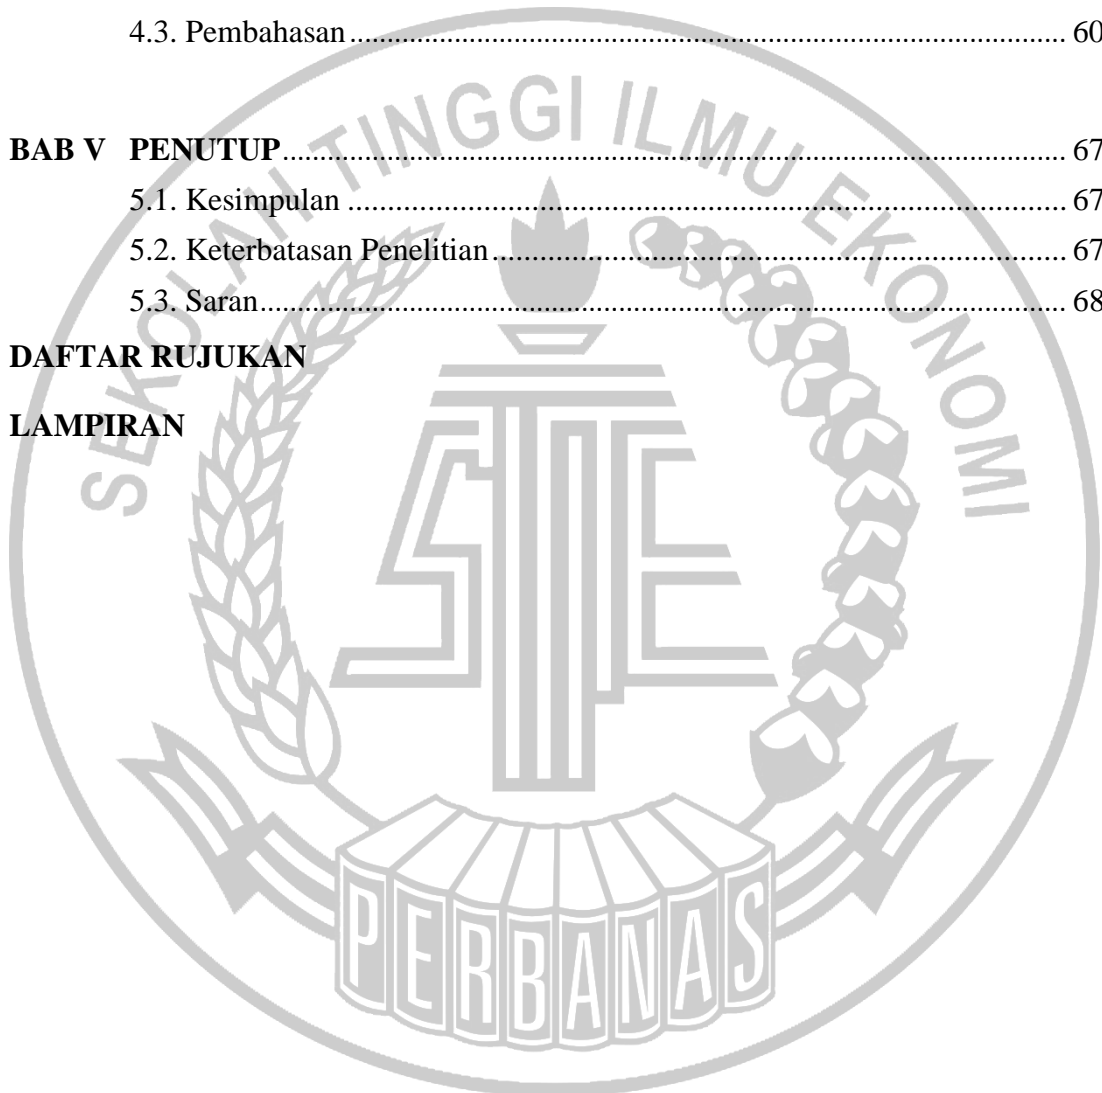 4.3. Pembahasan ........................................................................................ 60
BAB V PENUTUP ................................................................................................ 67
5.1. Kesimpulan ........................................................................................ 67
5.2. Keterbatasan Penelitian ...................................................................... 67
5.3. Saran ................................................................................................... 68
DAFTAR RUJUKAN
LAMPIRAN
SEKOLAH TINGGI ILMU EKONOMI
STIE
PERBANAS